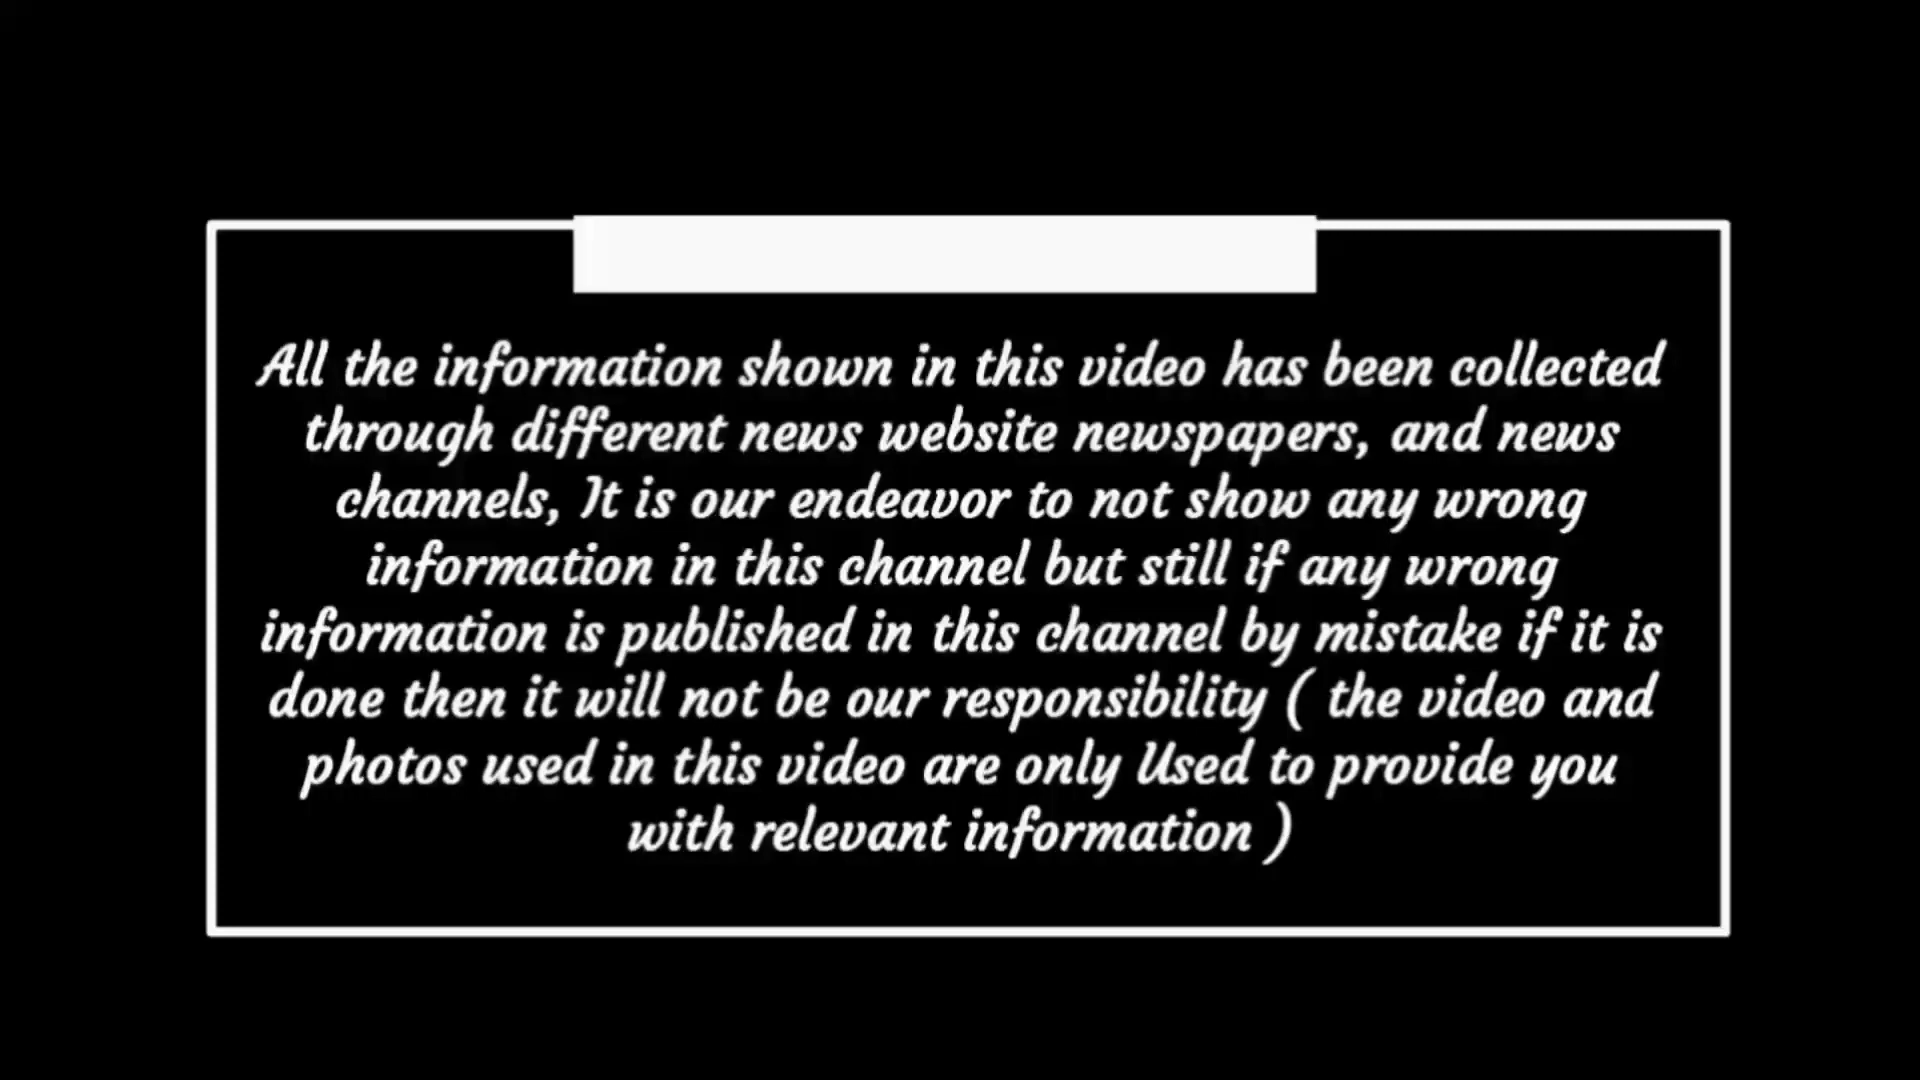 All the information shown in this video has been collected
through different news website newspapers, and news
channels, It is our endeavor to not show any wrong
information in this channel but still if any wrong
information is published in this channel by mistake if it is
done then it will not be our responsibility ( the video and
photos used in this video are only Used to provide you
with relevant information )